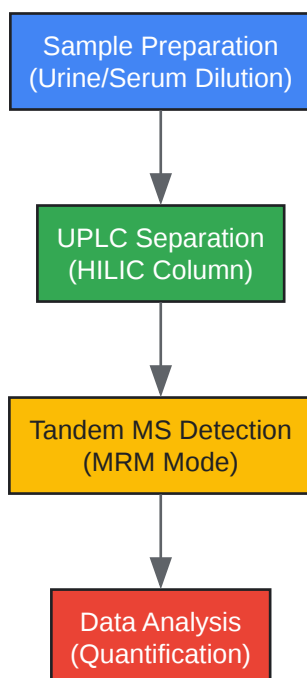 Sample Preparation
(Urine/Serum Dilution)
UPLC Separation
(HILIC Column)
Tandem MS Detection
(MRM Mode)
Data Analysis
(Quantification)